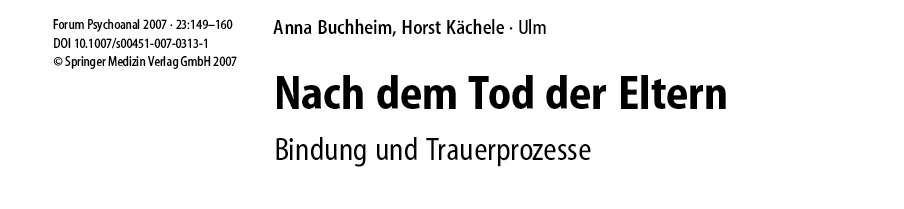 Forum Psychoanal 2007 · 23:149–160
DOI 10.1007/s00451-007-0313-1
© Springer Medizin Verlag GmbH 2007
Anna Buchheim, Horst Kächele · Ulm
Nach dem Tod der Eltern
Bindung und Trauerprozesse